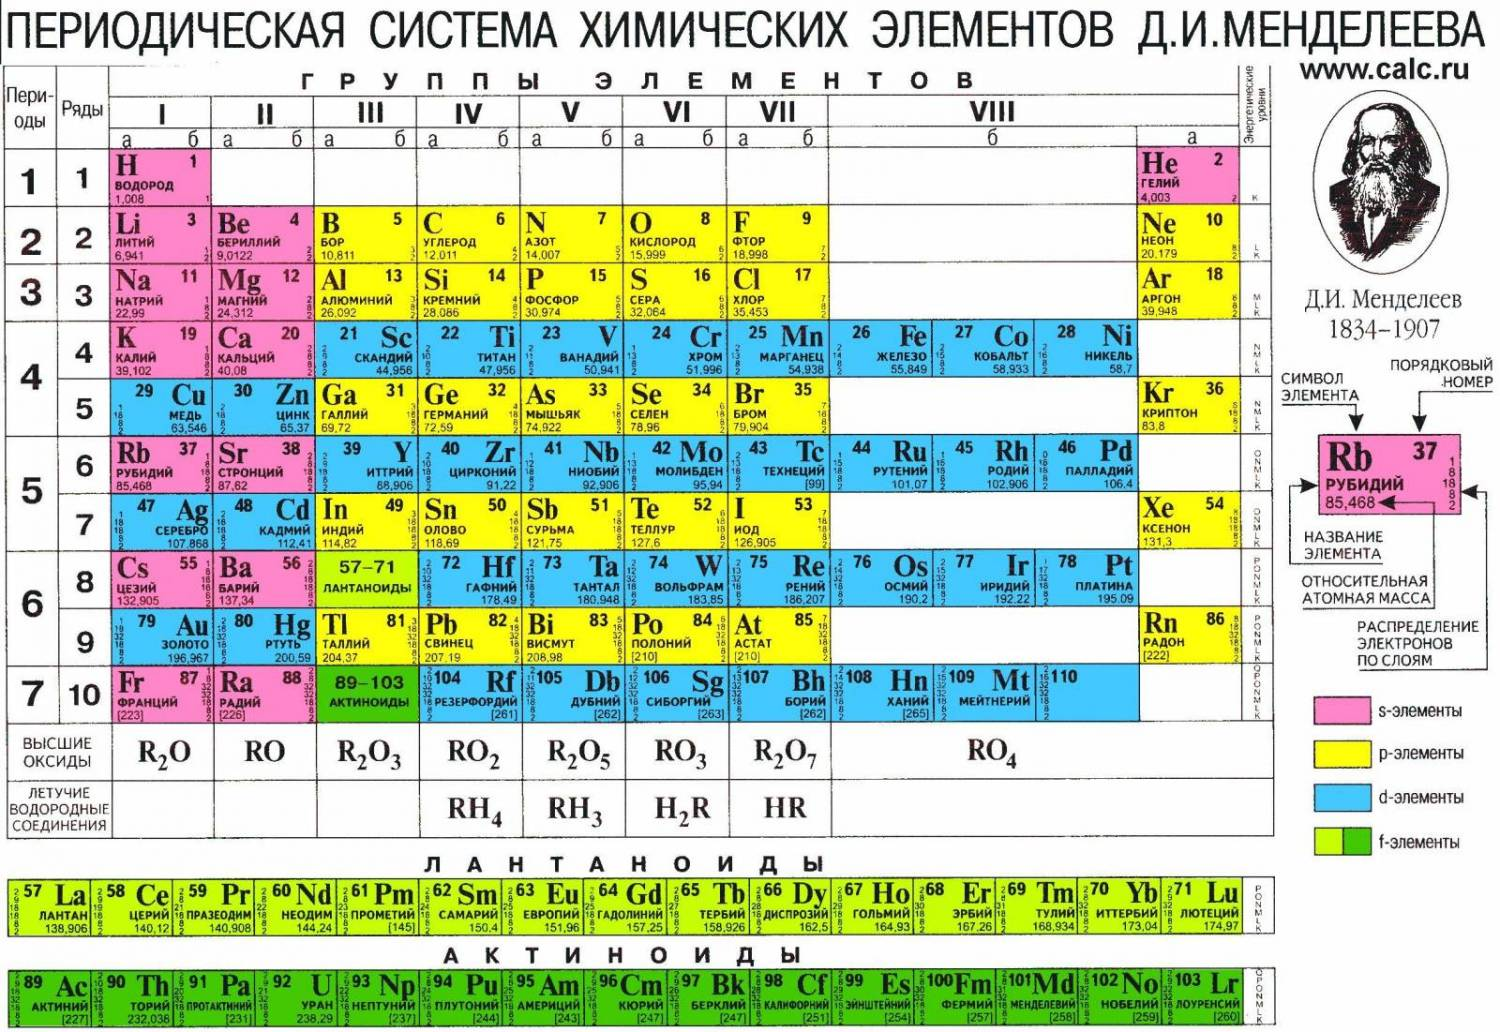 ПЕРИОДИЧЕСКАЯ СИСТЕМА ХИМИЧЕСКИХ ЭЛЕМЕНТОВ Д.И.МЕНДЕЛЕЕВА
www.calc.ru
Пери-
оды
Ряды
ГРУППЫ ЭЛЕМЕНТОВ
Энергетические
уровни
I II III IV V VI VII VIII
а б а б а б а б а б а б а б б а
1 1
H 1 ВОДОРОД 1,008
He 2 ГЕЛИЙ 4,003
2 2
Li 3 ЛИТИЙ 6,941
Be 4 БЕРИЛЛИЙ 9,0122
B 5 БОР 10,811
C 6 УГЛЕРОД 12,011
N 7 АЗОТ 14,007
O 8 КИСЛОРОД 15,999
F 9 ФТОР 18,998
Ne 10 НЕОН 20,179
3 3
Na 11 НАТРИЙ 22,99
Mg 12 МАГНИЙ 24,312
Al 13 АЛЮМИНИЙ 26,092
Si 14 КРЕМНИЙ 28,086
P 15 ФОСФОР 30,974
S 16 СЕРА 32,064
Cl 17 ХЛОР 35,453
Ar 18 АРГОН 39,948
4 4
K 19 КАЛИЙ 39,102
Ca 20 КАЛЬЦИЙ 40,08
21 Sc СКАНДИЙ 44,956
22 Ti ТИТАН 47,956
23 V ВАНАДИЙ 50,941
24 Cr ХРОМ 51,996
25 Mn МАРГАНЕЦ 54,938
26 Fe ЖЕЛЕЗО 55,849
27 Co КОБАЛЬТ 58,933
28 Ni НИКЕЛЬ 58,7
5
29 Cu МЕДЬ 63,546
30 Zn ЦИНК 65,37
Ga 31 ГАЛЛИЙ 69,72
Ge 32 ГЕРМАНИЙ 72,59
As 33 МЫШЬЯК 74,922
Se 34 СЕЛЕН 78,96
Br 35 БРОМ 79,904
Kr 36 КРИПТОН 83,8
5 6
Rb 37 РУБИДИЙ 85,468
Sr 38 СТРОНЦИЙ 87,62
39 Y ИТТРИЙ 88,906
40 Zr ЦИРКОНИЙ 91,22
41 Nb НИОБИЙ 92,906
42 Mo МОЛИБДЕН 95,94
43 Tc ТЕХНЕЦИЙ [99]
44 Ru РУТЕНИЙ 101,07
45 Rh РОДИЙ 102,906
46 Pd ПАЛЛАДИЙ 106,4
7
47 Ag СЕРЕБРО 107,868
48 Cd КАДМИЙ 112,41
In 49 ИНДИЙ 114,82
Sn 50 ОЛОВО 118,69
Sb 51 СУРЬМА 121,75
Te 52 ТЕЛЛУР 127,6
I 53 ИОД 126,905
Xe 54 КСЕНОН 131,3
6 8
Cs 55 ЦЕЗИЙ 132,905
Ba 56 БАРИЙ 137,34
57–71 ЛАНТАНОИДЫ
72 Hf ГАФНИЙ 178,49
73 Ta ТАНТАЛ 180,948
74 W ВОЛЬФРАМ 183,85
75 Re РЕНИЙ 186,207
76 Os ОСМИЙ 190,2
77 Ir ИРИДИЙ 192,22
78 Pt ПЛАТИНА 195,09
9
79 Au ЗОЛОТО 196,967
80 Hg РТУТЬ 200,59
Tl 81 ТАЛЛИЙ 204,37
Pb 82 СВИНЕЦ 207,19
Bi 83 ВИСМУТ 208,98
Po 84 ПОЛОНИЙ [210]
At 85 АСТАТ [210]
Rn 86 РАДОН [222]
7 10
Fr 87 ФРАНЦИЙ [223]
Ra 88 РАДИЙ [226]
89–103 АКТИНОИДЫ
104 Rf РЕЗЕРФОРДИЙ [261]
105 Db ДУБНИЙ [262]
106 Sg СИБОРГИЙ [263]
107 Bh БОРИЙ [262]
108 Hn ХАНИЙ [265]
109 Mt МЕЙТНЕРИЙ
110
ВЫСШИЕ
ОКСИДЫ
R₂O RO R₂O₃ RO₂ R₂O₅ RO₃ R₂O₇ RO₄
ЛЕТУЧИЕ
ВОДОРОДНЫЕ
СОЕДИНЕНИЯ
RH₄ RH₃ H₂R HR
Д.И. Менделеев
1834–1907
СИМВОЛ
ЭЛЕМЕНТА
ПОРЯДКОВЫЙ
НОМЕР
Rb 37
РУБИДИЙ
85,468
1
8
18
8
2
НАЗВАНИЕ
ЭЛЕМЕНТА
ОТНОСИТЕЛЬНАЯ
АТОМНАЯ МАССА
РАСПРЕДЕЛЕНИЕ
ЭЛЕКТРОНОВ
ПО СЛОЯМ
s-элементы
p-элементы
d-элементы
f-элементы
ЛАНТАНОИДЫ
57 La ЛАНТАН 138,906
58 Ce ЦЕРИЙ 140,12
59 Pr ПРАЗЕОДИМ 140,908
60 Nd НЕОДИМ 144,24
61 Pm ПРОМЕТИЙ [145]
62 Sm САМАРИЙ 150,4
63 Eu ЕВРОПИЙ 151,96
64 Gd ГАДОЛИНИЙ 157,25
65 Tb ТЕРБИЙ 158,926
66 Dy ДИСПРОЗИЙ 162,5
67 Ho ГОЛЬМИЙ 164,93
68 Er ЭРБИЙ 167,26
69 Tm ТУЛИЙ 168,934
70 Yb ИТТЕРБИЙ 173,04
71 Lu ЛЮТЕЦИЙ 174,97
АКТИНОИДЫ
89 Ac АКТИНИЙ [227]
90 Th ТОРИЙ 232,038
91 Pa ПРОТАКТИНИЙ [231]
92 U УРАН 238,29
93 Np НЕПТУНИЙ [237]
94 Pu ПЛУТОНИЙ [244]
95 Am АМЕРИЦИЙ [243]
96 Cm КЮРИЙ [247]
97 Bk БЕРКЛИЙ [247]
98 Cf КАЛИФОРНИЙ [251]
99 Es ЭЙНШТЕЙНИЙ [254]
100 Fm ФЕРМИЙ [257]
101 Md МЕНДЕЛЕВИЙ [258]
102 No НОБЕЛИЙ [259]
103 Lr ЛОУРЕНСИЙ [260]